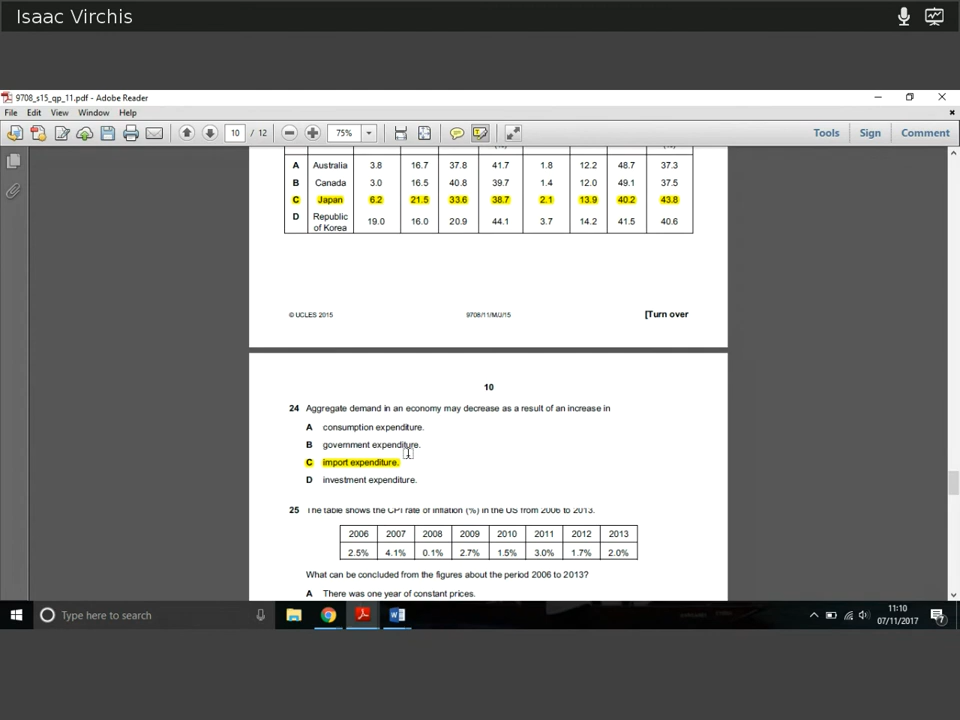 Isaac Virchis
9708_s15_qp_11.pdf - Adobe Reader
File Edit View Window Help
10 / 12 75% Tools Sign Comment
A Australia 3.8 16.7 37.8 41.7 1.8 12.2 48.7 37.3
B Canada 3.0 16.5 40.8 39.7 1.4 12.0 49.1 37.5
C Japan 6.2 21.5 33.6 38.7 2.1 13.9 40.2 43.8
D Republic of Korea 19.0 16.0 20.9 44.1 3.7 14.2 41.5 40.6
© UCLES 2015 9708/11/M/J/15 [Turn over
10
24 Aggregate demand in an economy may decrease as a result of an increase in
A consumption expenditure.
B government expenditure.
C import expenditure.
D investment expenditure.
25 The table shows the CPI rate of inflation (%) in the US from 2006 to 2013.
2006 2007 2008 2009 2010 2011 2012 2013
2.5% 4.1% 0.1% 2.7% 1.5% 3.0% 1.7% 2.0%
What can be concluded from the figures about the period 2006 to 2013?
A There was one year of constant prices.
Type here to search
11:10
07/11/2017